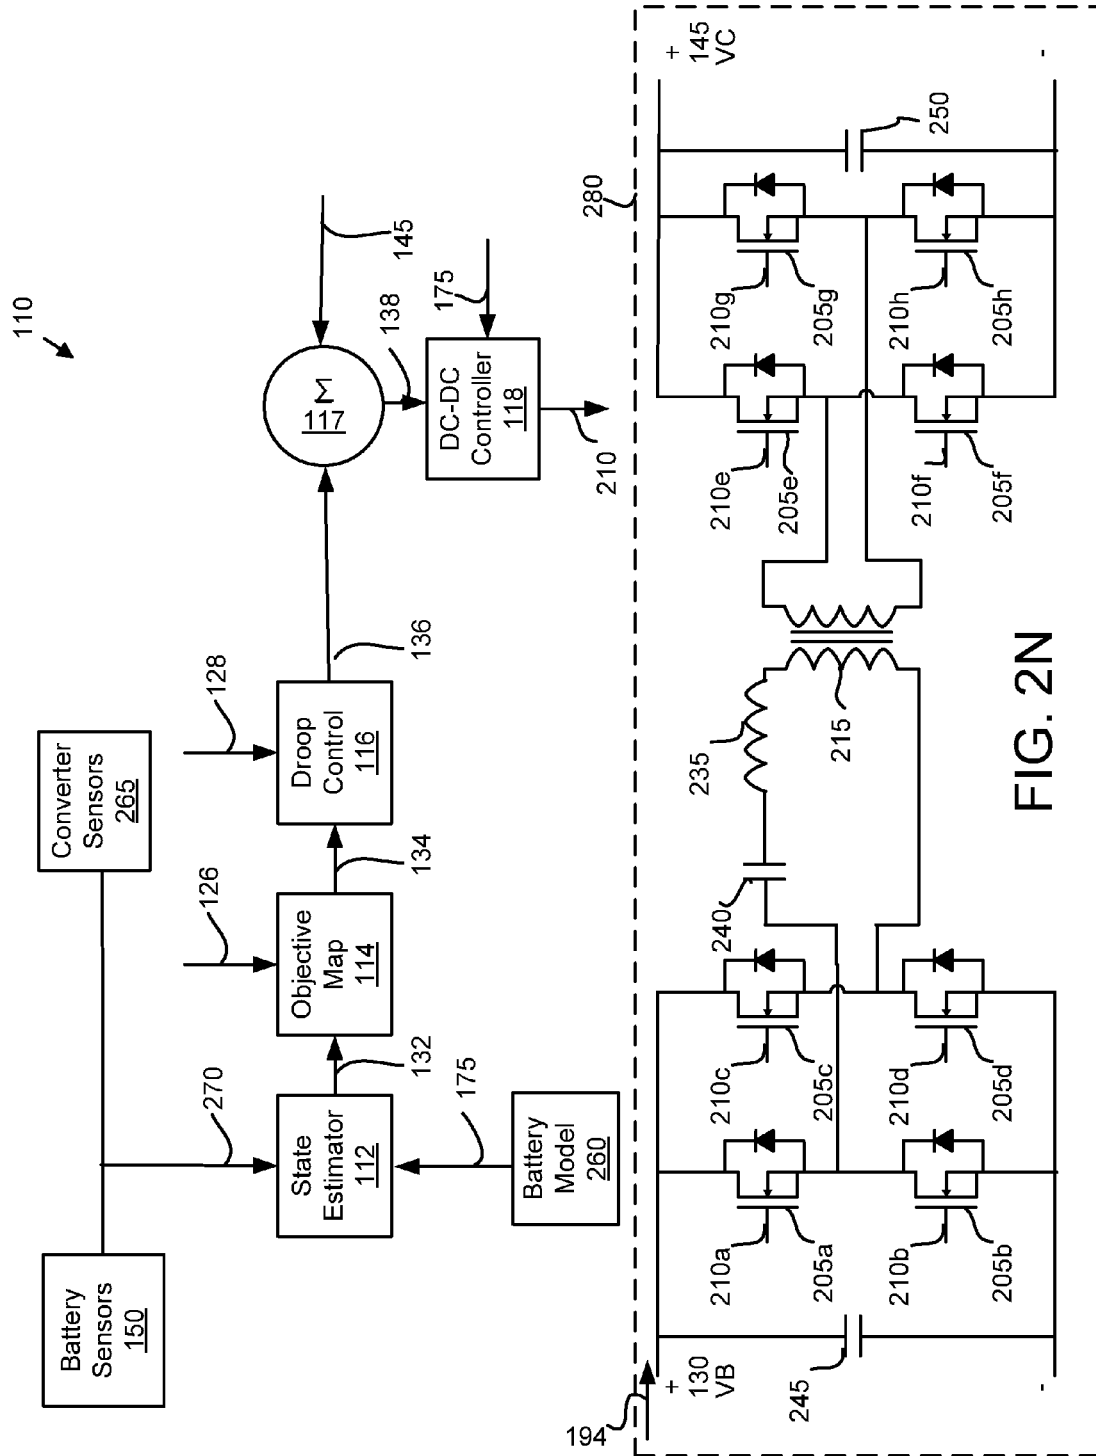 110
Battery
Sensors
150
Converter
Sensors
265
270
126
128
State
Estimator
112
132
Objective
Map
114
134
Droop
Control
116
136
Σ
117
145
138
175
DC-DC
Controller
118
210
175
Battery
Model
260
280
194
+
130
VB
-
245
210a
205a
210b
205b
210c
205c
210d
205d
240
235
215
210e
205e
210f
205f
210g
205g
210h
205h
250
+
145
VC
-
FIG. 2N